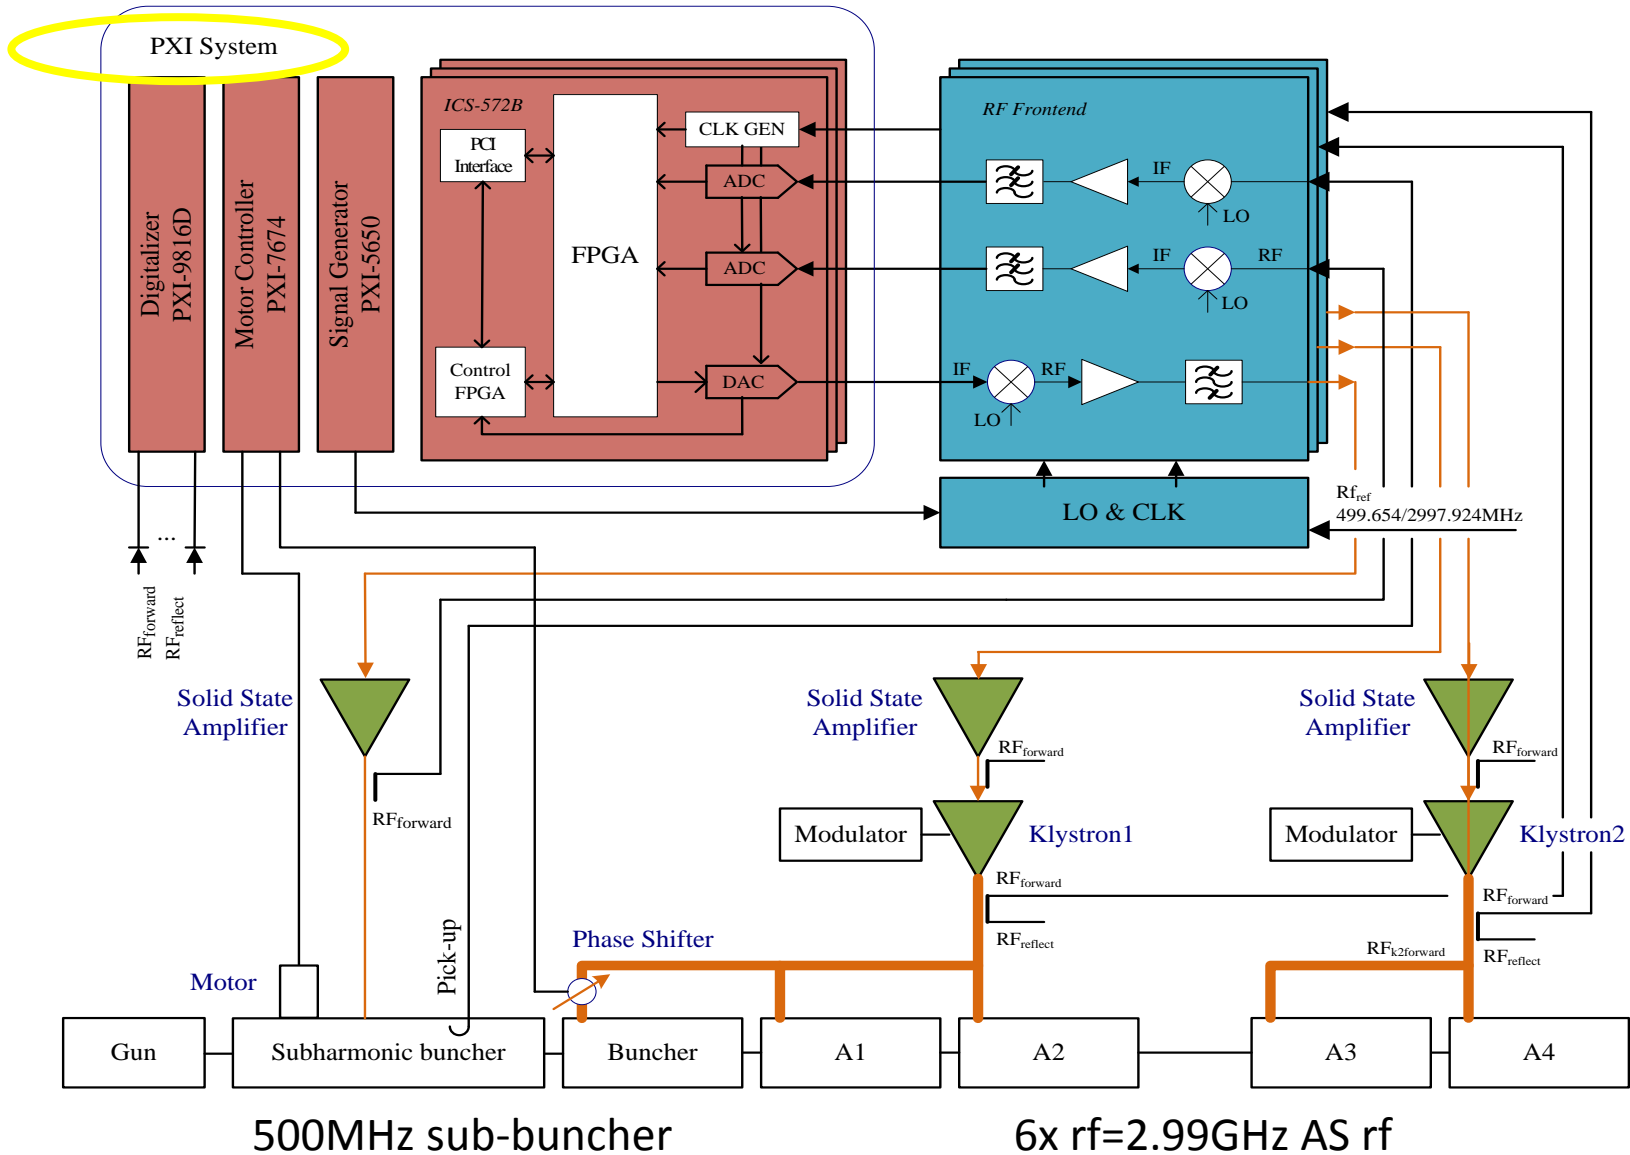 PXI System
Digitalizer
PXI-9816D
Motor Controller
PXI-7674
Signal Generator
PXI-5650
ICS-572B
PCI
Interface
FPGA
CLK GEN
ADC
ADC
DAC
Control
FPGA
RF Frontend
IF
LO
IF
RF
LO
IF
RF
LO
LO & CLK
Rfref
499.654/2997.924MHz
...
RFforward
RFreflect
Solid State
Amplifier
RFforward
Solid State
Amplifier
RFforward
Solid State
Amplifier
RFforward
Modulator
Klystron1
Modulator
Klystron2
RFforward
RFreflect
RFforward
RFk2forward
RFreflect
Pick-up
Phase Shifter
Motor
Gun
Subharmonic buncher
Buncher
A1
A2
A3
A4
500MHz sub-buncher
6x rf=2.99GHz AS rf